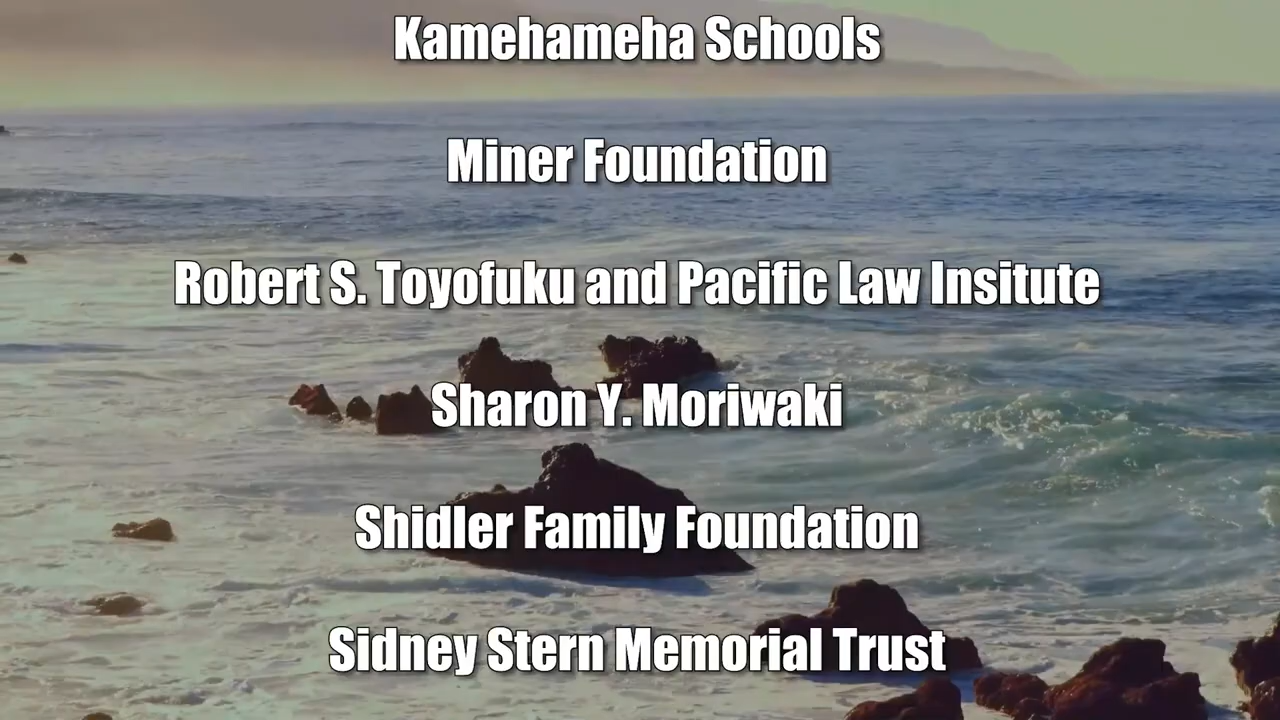 Kamehameha Schools
Miner Foundation
Robert S. Toyofuku and Pacific Law Insitute
Sharon Y. Moriwaki
Shidler Family Foundation
Sidney Stern Memorial Trust